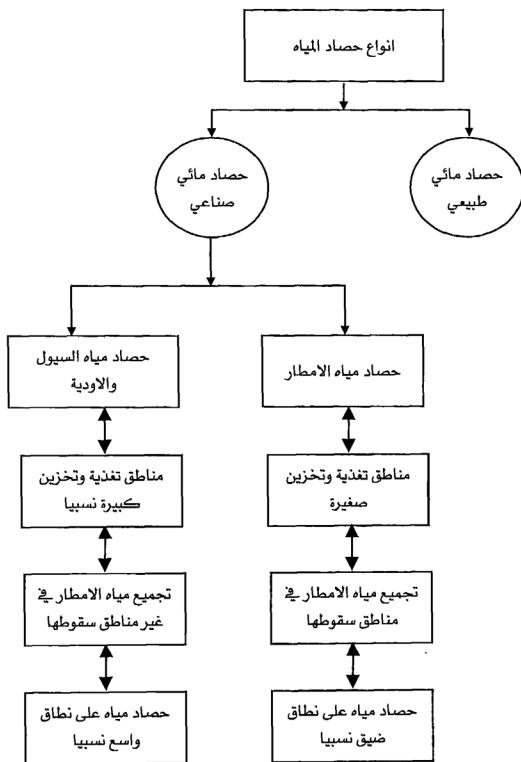 انواع حصاد المياه
حصاد مائي
طبيعي
حصاد مائي
صناعي
حصاد مياه الامطار
حصاد مياه السيول
والاودية
مناطق تغذية وتخزين
صغيرة
مناطق تغذية وتخزين
كبيرة نسبيا
تجميع مياه الامطار في
مناطق سقوطها
تجميع مياه الامطار في
غير مناطق سقوطها
حصاد مياه على نطاق
ضيق نسبيا
حصاد مياه على نطاق
واسع نسبيا